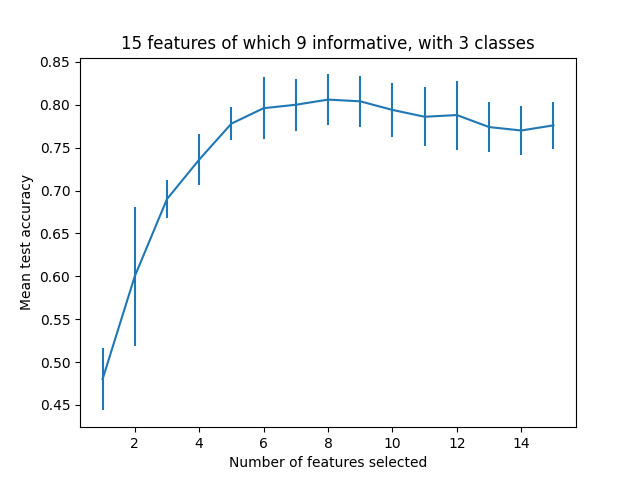 15 features of which 9 informative, with 3 classes
0.85
0.80
0.75
0.70
0.65
0.60
0.55
0.50
0.45
Mean test accuracy
2 4 6 8 10 12 14
Number of features selected